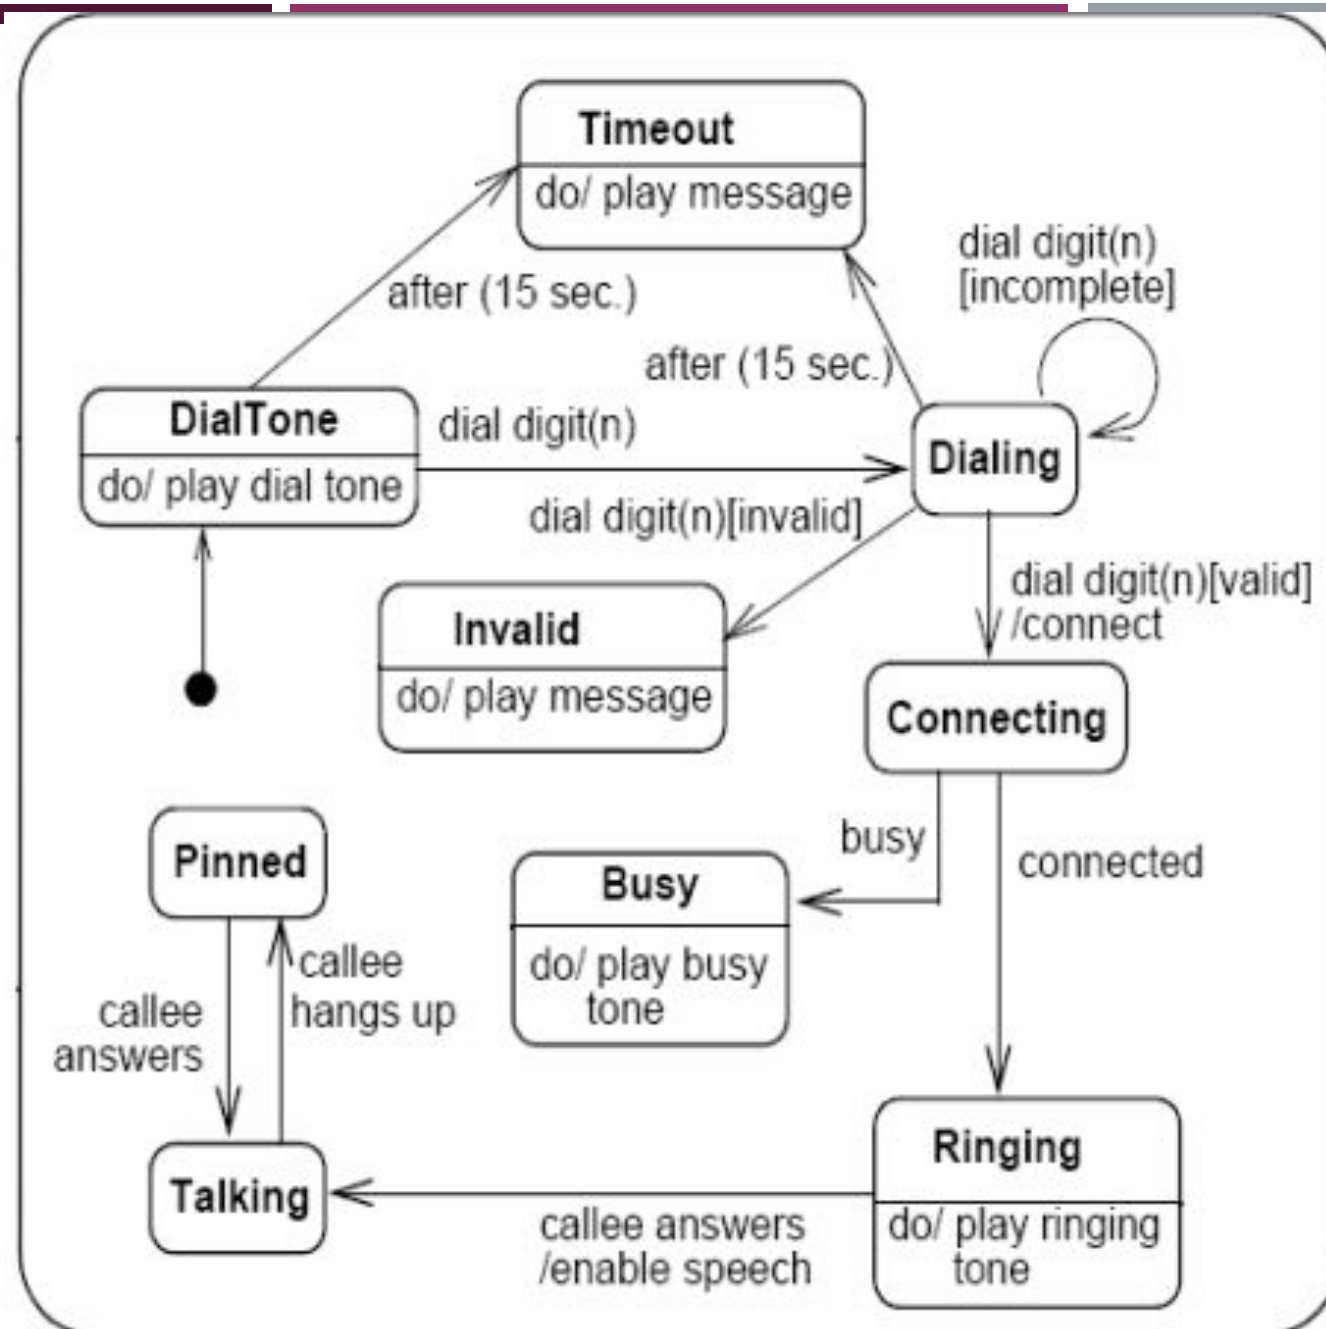 Timeout
do/ play message
dial digit(n)
[incomplete]
after (15 sec.)
after (15 sec.)
DialTone
do/ play dial tone
dial digit(n)
Dialing
dial digit(n)[invalid]
dial digit(n)[valid]
/connect
Invalid
do/ play message
Connecting
busy
connected
Pinned
Busy
do/ play busy
tone
callee
hangs up
callee
answers
Ringing
do/ play ringing
tone
Talking
callee answers
/enable speech